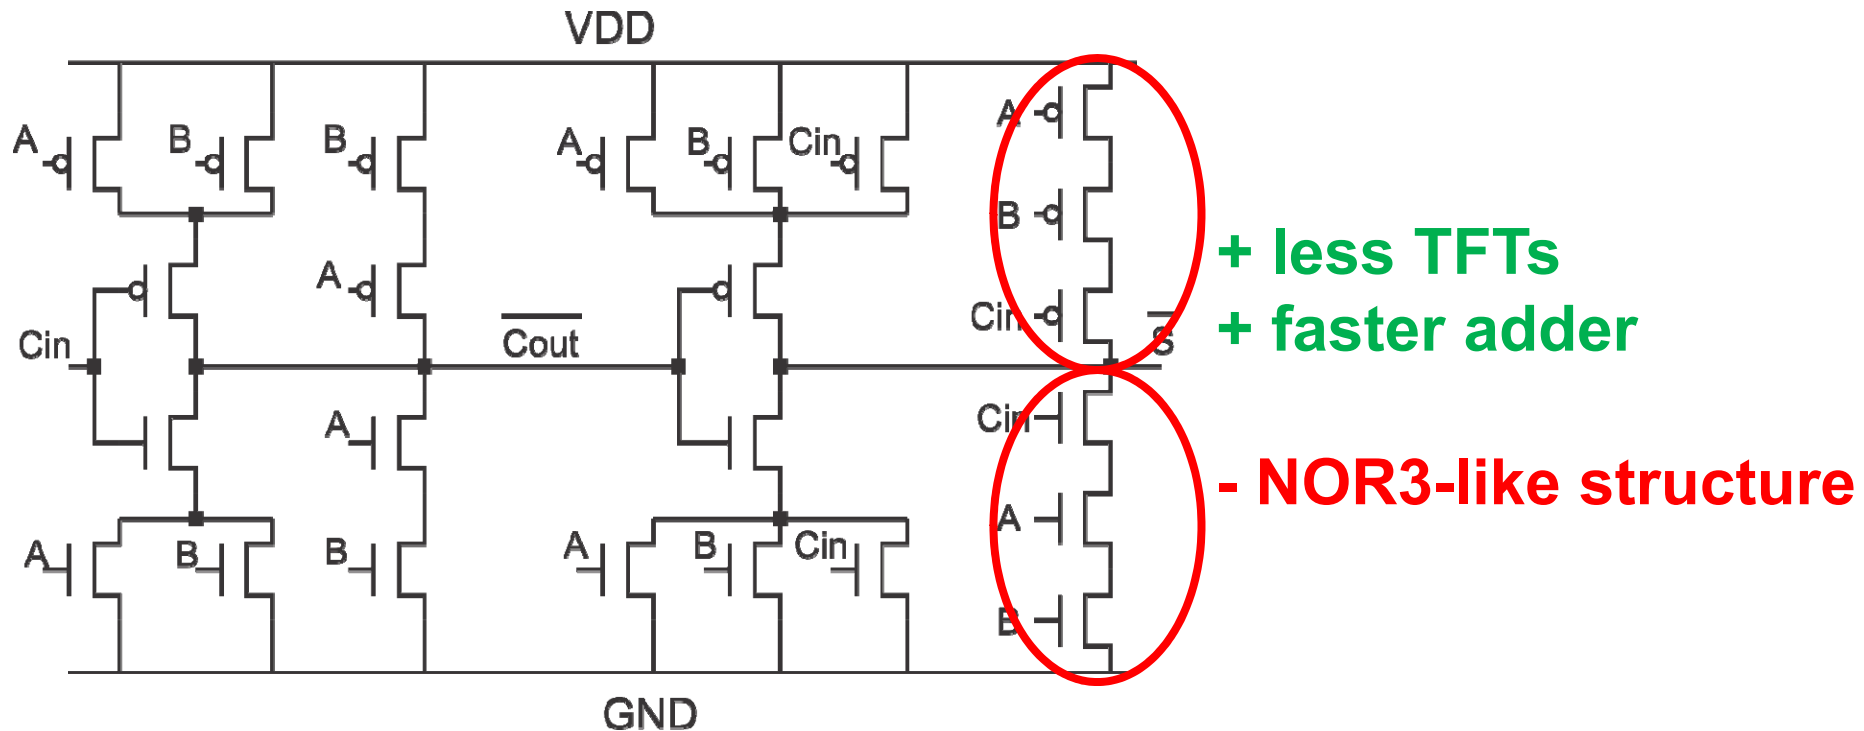 VDD
A B B A B Cin A
B
A Cin
Cin Cout S
A Cin
A B B A B Cin A
B
GND
+ less TFTs
+ faster adder
- NOR3-like structure